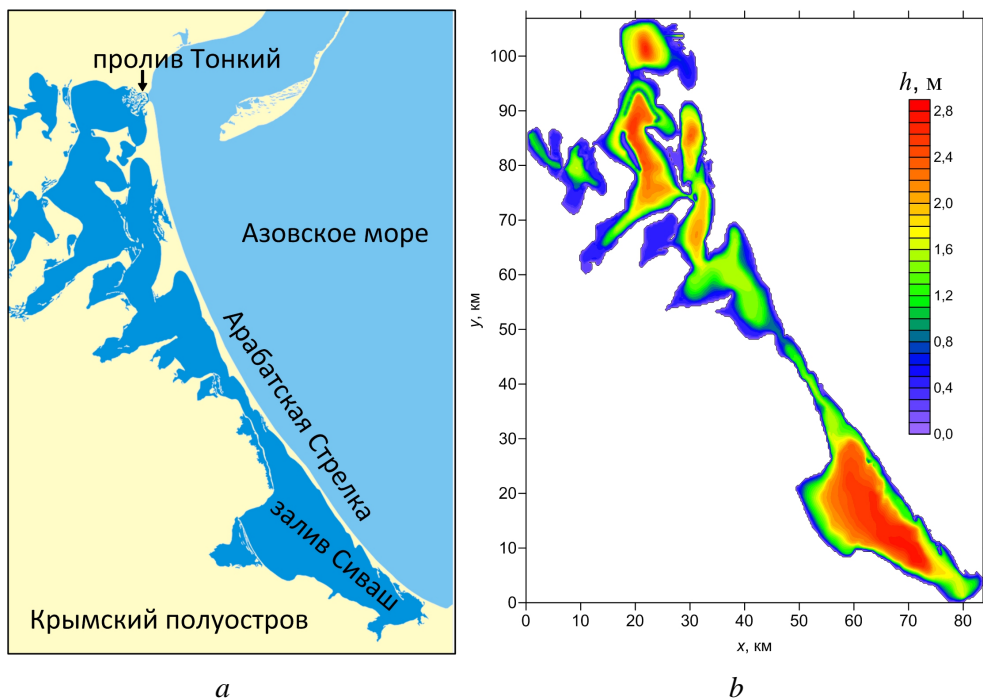 пролив Тонкий
Азовское море
Арабатская Стрелка
залив Сиваш
Крымский полуостров
a
h, м
2,8
2,4
2,0
1,6
1,2
0,8
0,4
0,0
y, км
100
90
80
70
60
50
40
30
20
10
0
0 10 20 30 40 50 60 70 80
x, км
b